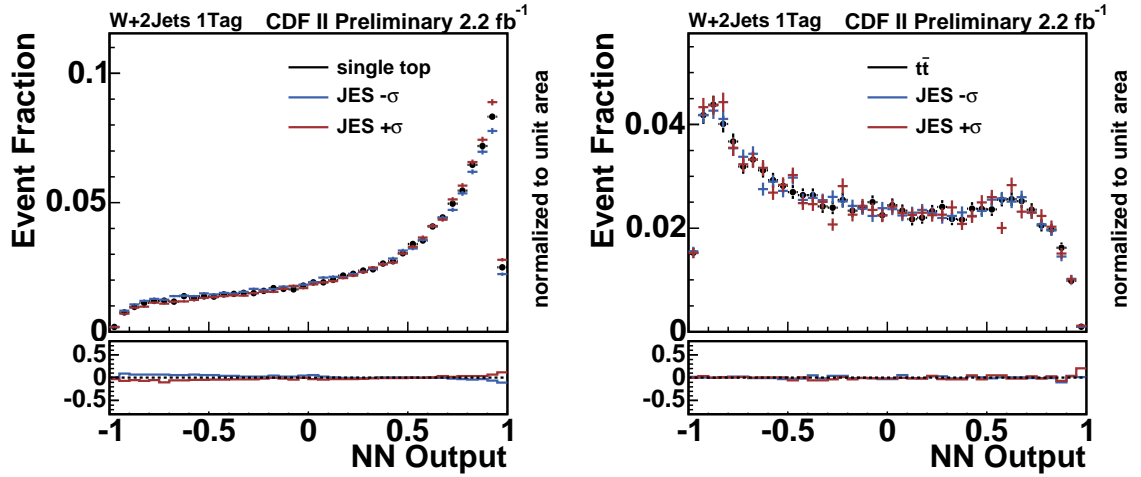 W+2Jets 1Tag CDF II Preliminary 2.2 fb-1
Event Fraction
0.1
0.05
0
single top
JES -σ
JES +σ
normalized to unit area
0.5
0
-0.5
-1 -0.5 0 0.5 1
NN Output
W+2Jets 1Tag CDF II Preliminary 2.2 fb-1
Event Fraction
0.04
0.02
0
tt̄
JES -σ
JES +σ
normalized to unit area
0.5
0
-0.5
-1 -0.5 0 0.5 1
NN Output